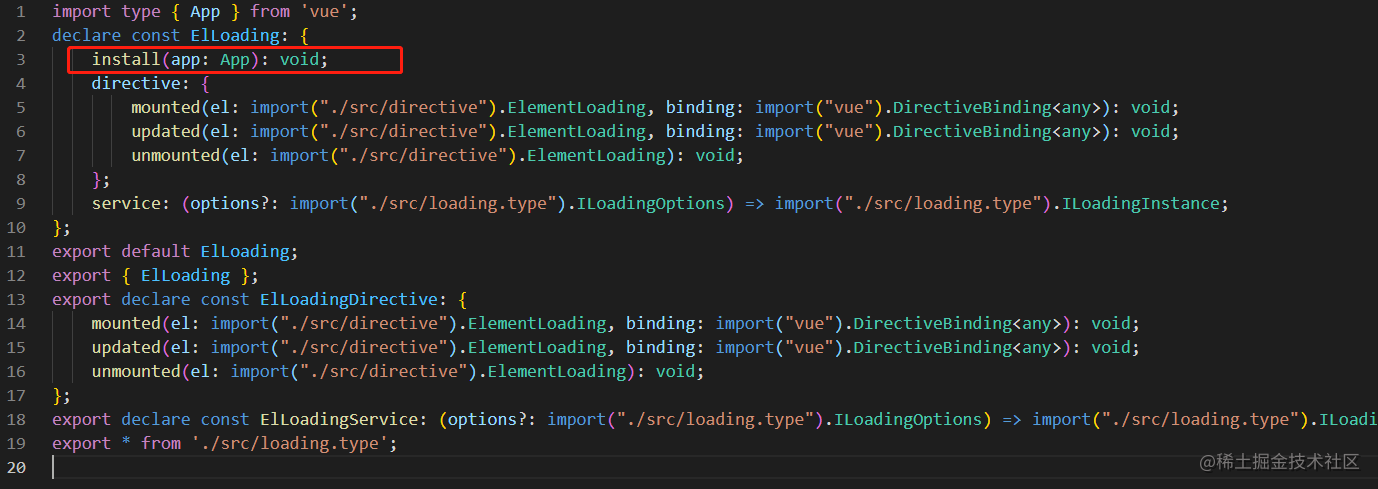 1 import type { App } from 'vue';
2 declare const ElLoading: {
3 install(app: App): void;
4 directive: {
5 mounted(el: import("./src/directive").ElementLoading, binding: import("vue").DirectiveBinding<any>): void;
6 updated(el: import("./src/directive").ElementLoading, binding: import("vue").DirectiveBinding<any>): void;
7 unmounted(el: import("./src/directive").ElementLoading): void;
8 };
9 service: (options?: import("./src/loading.type").ILoadingOptions) => import("./src/loading.type").ILoadingInstance;
10 };
11 export default ElLoading;
12 export { ElLoading };
13 export declare const ElLoadingDirective: {
14 mounted(el: import("./src/directive").ElementLoading, binding: import("vue").DirectiveBinding<any>): void;
15 updated(el: import("./src/directive").ElementLoading, binding: import("vue").DirectiveBinding<any>): void;
16 unmounted(el: import("./src/directive").ElementLoading): void;
17 };
18 export declare const ElLoadingService: (options?: import("./src/loading.type").ILoadingOptions) => import("./src/loading.type").ILoadi
19 export * from './src/loading.type';
20
@稀土掘金技术社区